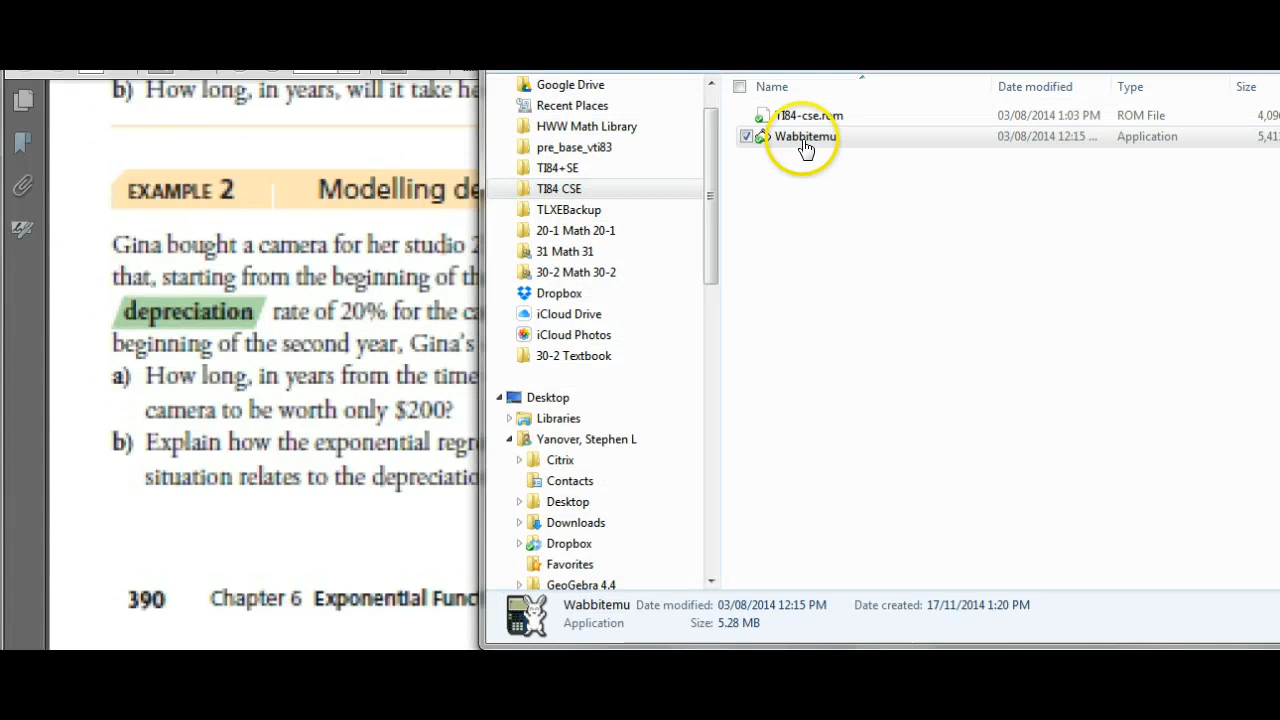 b) How long, in years, will it take he
EXAMPLE 2 Modelling de
Gina bought a camera for her studio 2
that, starting from the beginning of th
depreciation rate of 20% for the ca
beginning of the second year, Gina's
a) How long, in years from the time
camera to be worth only $200?
b) Explain how the exponential regr
situation relates to the depreciatio
390 Chapter 6 Exponential Func
Google Drive
Recent Places
HWW Math Library
pre_base_vti83
TI84+SE
TI84 CSE
TLXEBackup
20-1 Math 20-1
31 Math 31
30-2 Math 30-2
Dropbox
iCloud Drive
iCloud Photos
30-2 Textbook
Desktop
Libraries
Yanover, Stephen L
Citrix
Contacts
Desktop
Downloads
Dropbox
Favorites
GeoGebra 4.4
Name Date modified Type Size
TI84-cse.rom 03/08/2014 1:03 PM ROM File 4,09
Wabbitemu 03/08/2014 12:15 ... Application 5,41
Wabbitemu Date modified: 03/08/2014 12:15 PM Date created: 17/11/2014 1:20 PM
Application Size: 5.28 MB